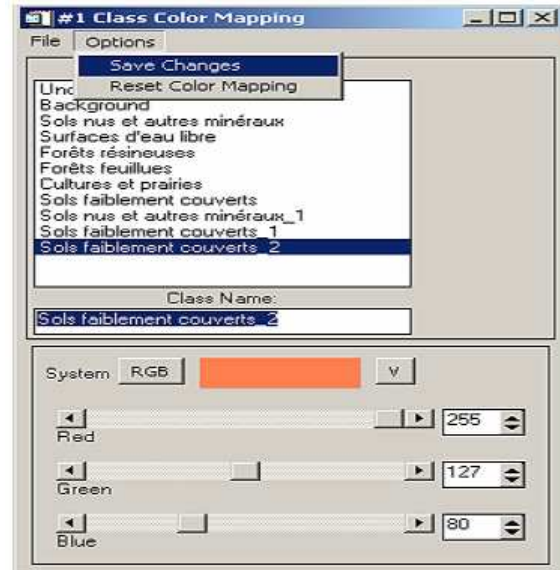 #1 Class Color Mapping
File Options
Save Changes
Reset Color Mapping
Background
Sols nus et autres minéraux
Surfaces d'eau libre
Forêts résineuses
Forêts feuillues
Cultures et prairies
Sols faiblement couverts
Sols nus et autres minéraux_1
Sols faiblement couverts_1
Sols faiblement couverts_2
Class Name:
Sols faiblement couverts_2
System RGB V
255
Red
127
Green
80
Blue